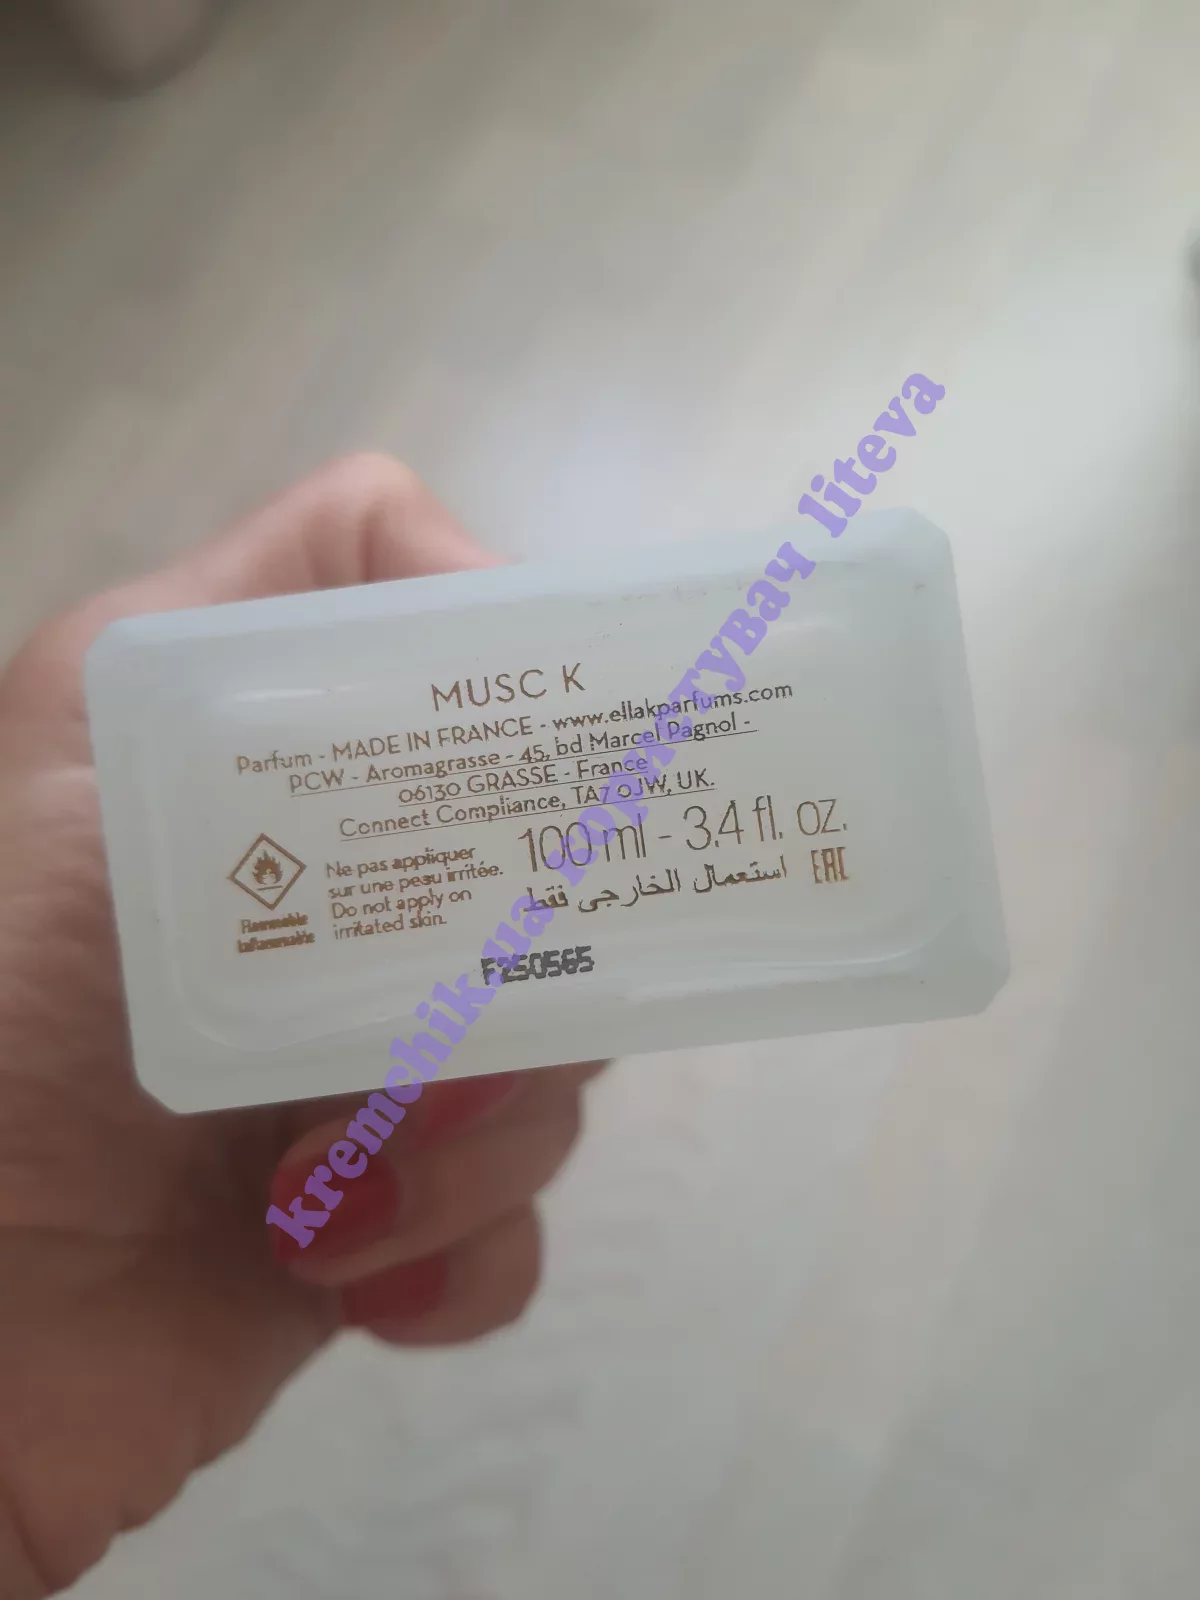 MUSC K
Parfum - MADE IN FRANCE - www.ellakparfums.com
PCW - Aromagrasse - 45, bd Marcel Pagnol -
06130 GRASSE - France
Connect Compliance, TA7 0JW, UK.
Flammable
Inflammable
Ne pas appliquer
sur une peau irritée.
Do not apply on
irritated skin.
100 ml - 3.4 fl. oz.
استعمال الخارجي فقط
EAC
F250565
kremchik.ua користувач liteva